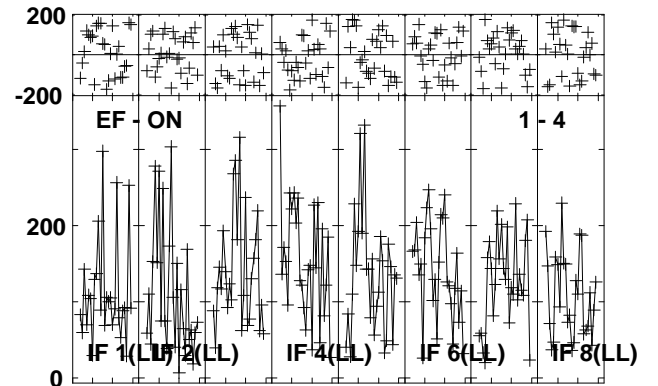 200
-200
EF - ON 1 - 4
200
IF 1(LL) IF 2(LL) IF 4(LL) IF 6(LL) IF 8(LL)
0